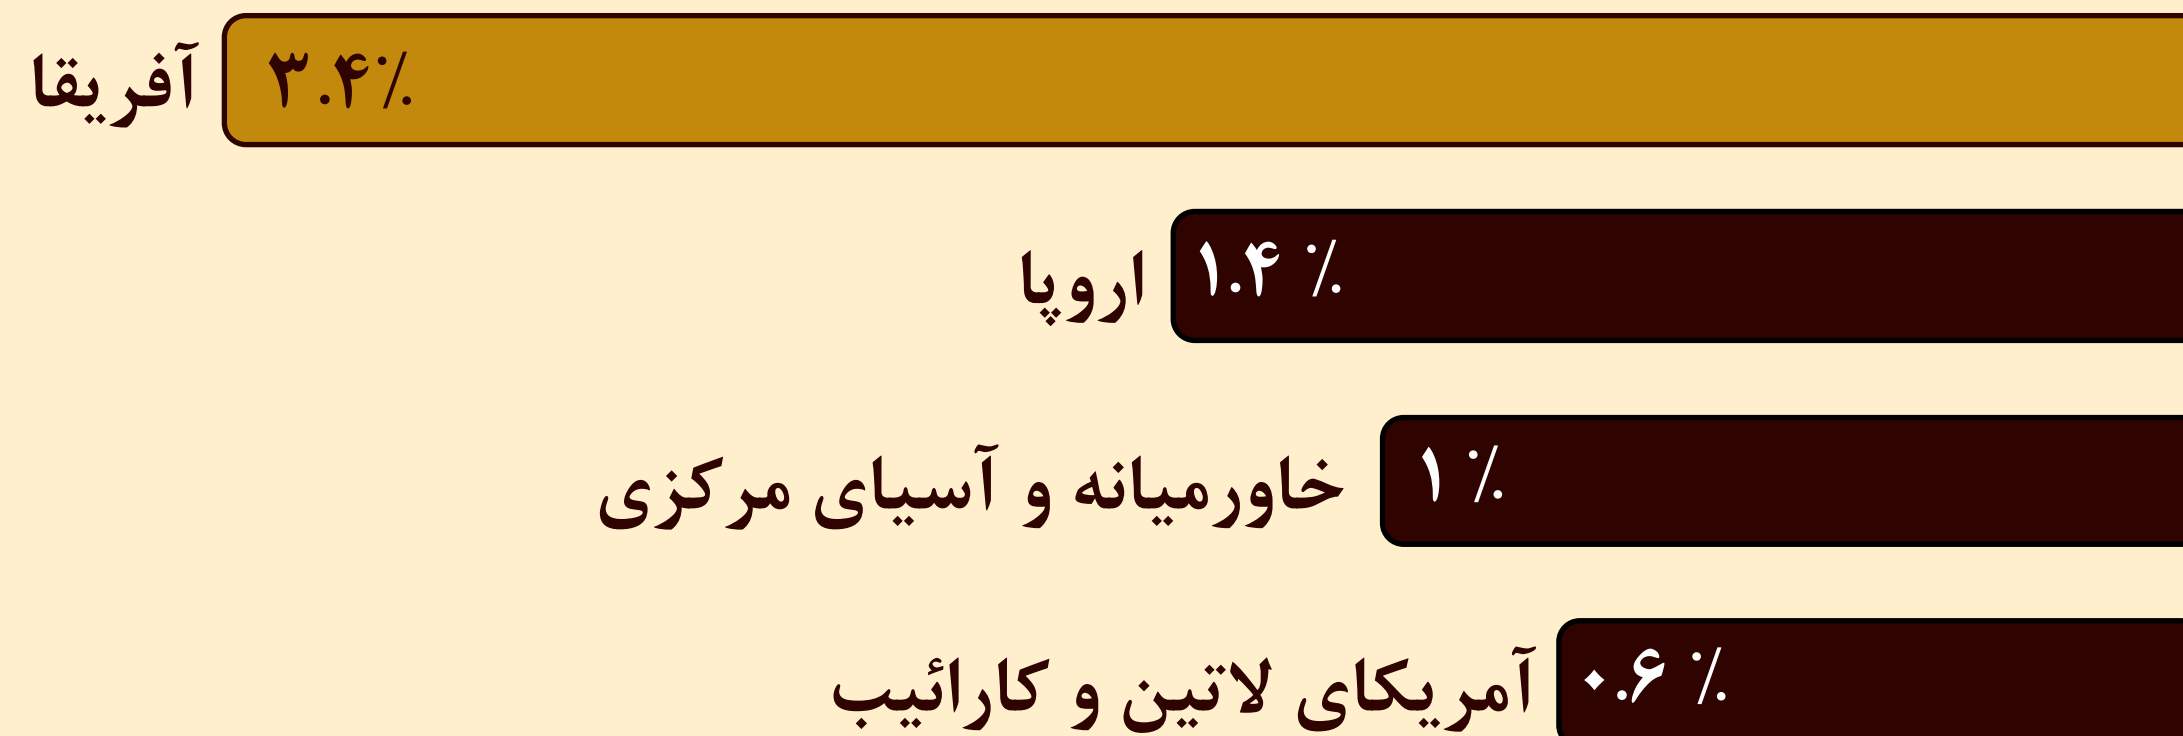 آفریقا ۳.۴٪
اروپا ۱.۴ ٪
خاورمیانه و آسیای مرکزی ۱ ٪
آمریکای لاتین و کارائیب ۰.۶ ٪